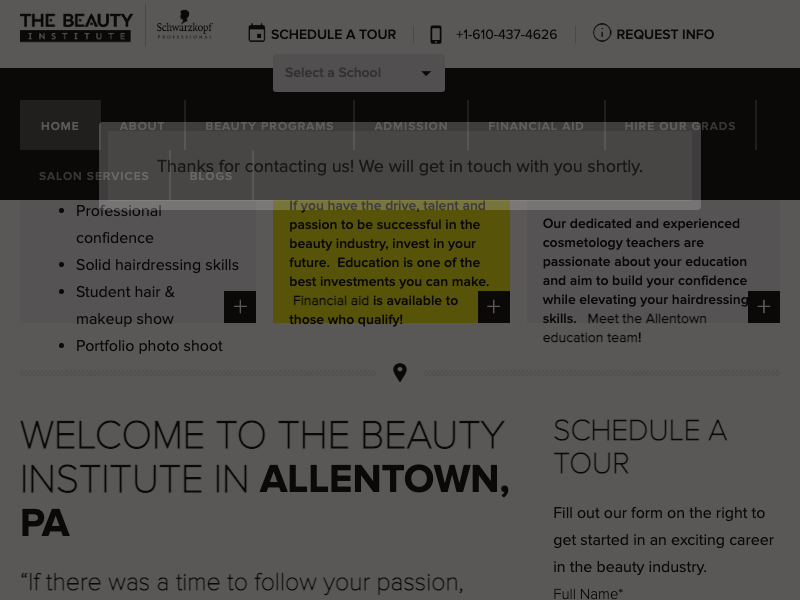 THE BEAUTY
INSTITUTE
Schwarzkopf
PROFESSIONAL
SCHEDULE A TOUR
+1-610-437-4626
REQUEST INFO
Select a School
HOME
ABOUT
BEAUTY PROGRAMS
ADMISSION
FINANCIAL AID
HIRE OUR GRADS
SALON SERVICES
BLOGS
Thanks for contacting us! We will get in touch with you shortly.
• Professional
confidence
• Solid hairdressing skills
• Student hair &
makeup show
• Portfolio photo shoot
If you have the drive, talent and
passion to be successful in the
beauty industry, invest in your
future. Education is one of the
best investments you can make.
Financial aid is available to
those who qualify!
Our dedicated and experienced
cosmetology teachers are
passionate about your education
and aim to build your confidence
while elevating your hairdressing
skills. Meet the Allentown
education team!
WELCOME TO THE BEAUTY
INSTITUTE IN ALLENTOWN,
PA
“If there was a time to follow your passion,
SCHEDULE A
TOUR
Fill out our form on the right to
get started in an exciting career
in the beauty industry.
Full Name*